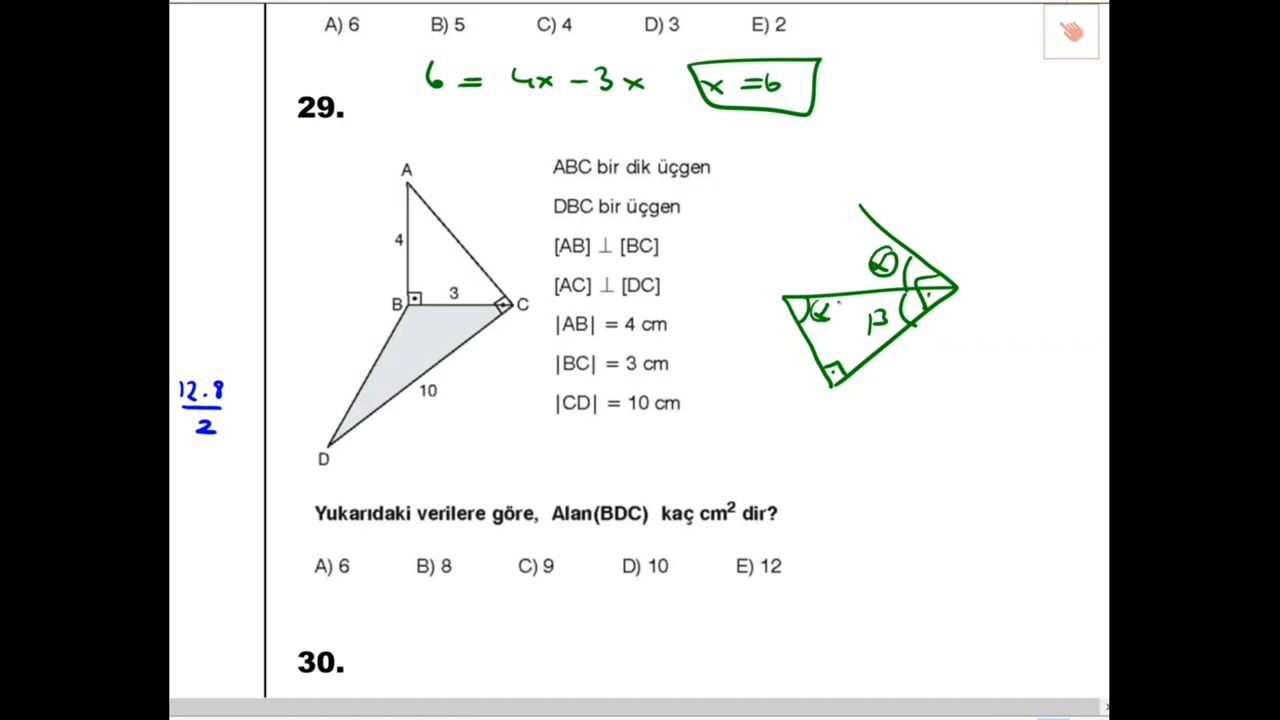 A) 6 B) 5 C) 4 D) 3 E) 2
6 = 4x - 3x x = 6
29.
A
4
B
3
C
10
D
ABC bir dik üçgen
DBC bir üçgen
[AB] ⊥ [BC]
[AC] ⊥ [DC]
|AB| = 4 cm
|BC| = 3 cm
|CD| = 10 cm
α
α
β
12.8
2
Yukarıdaki verilere göre, Alan(BDC) kaç cm² dir?
A) 6 B) 8 C) 9 D) 10 E) 12
30.